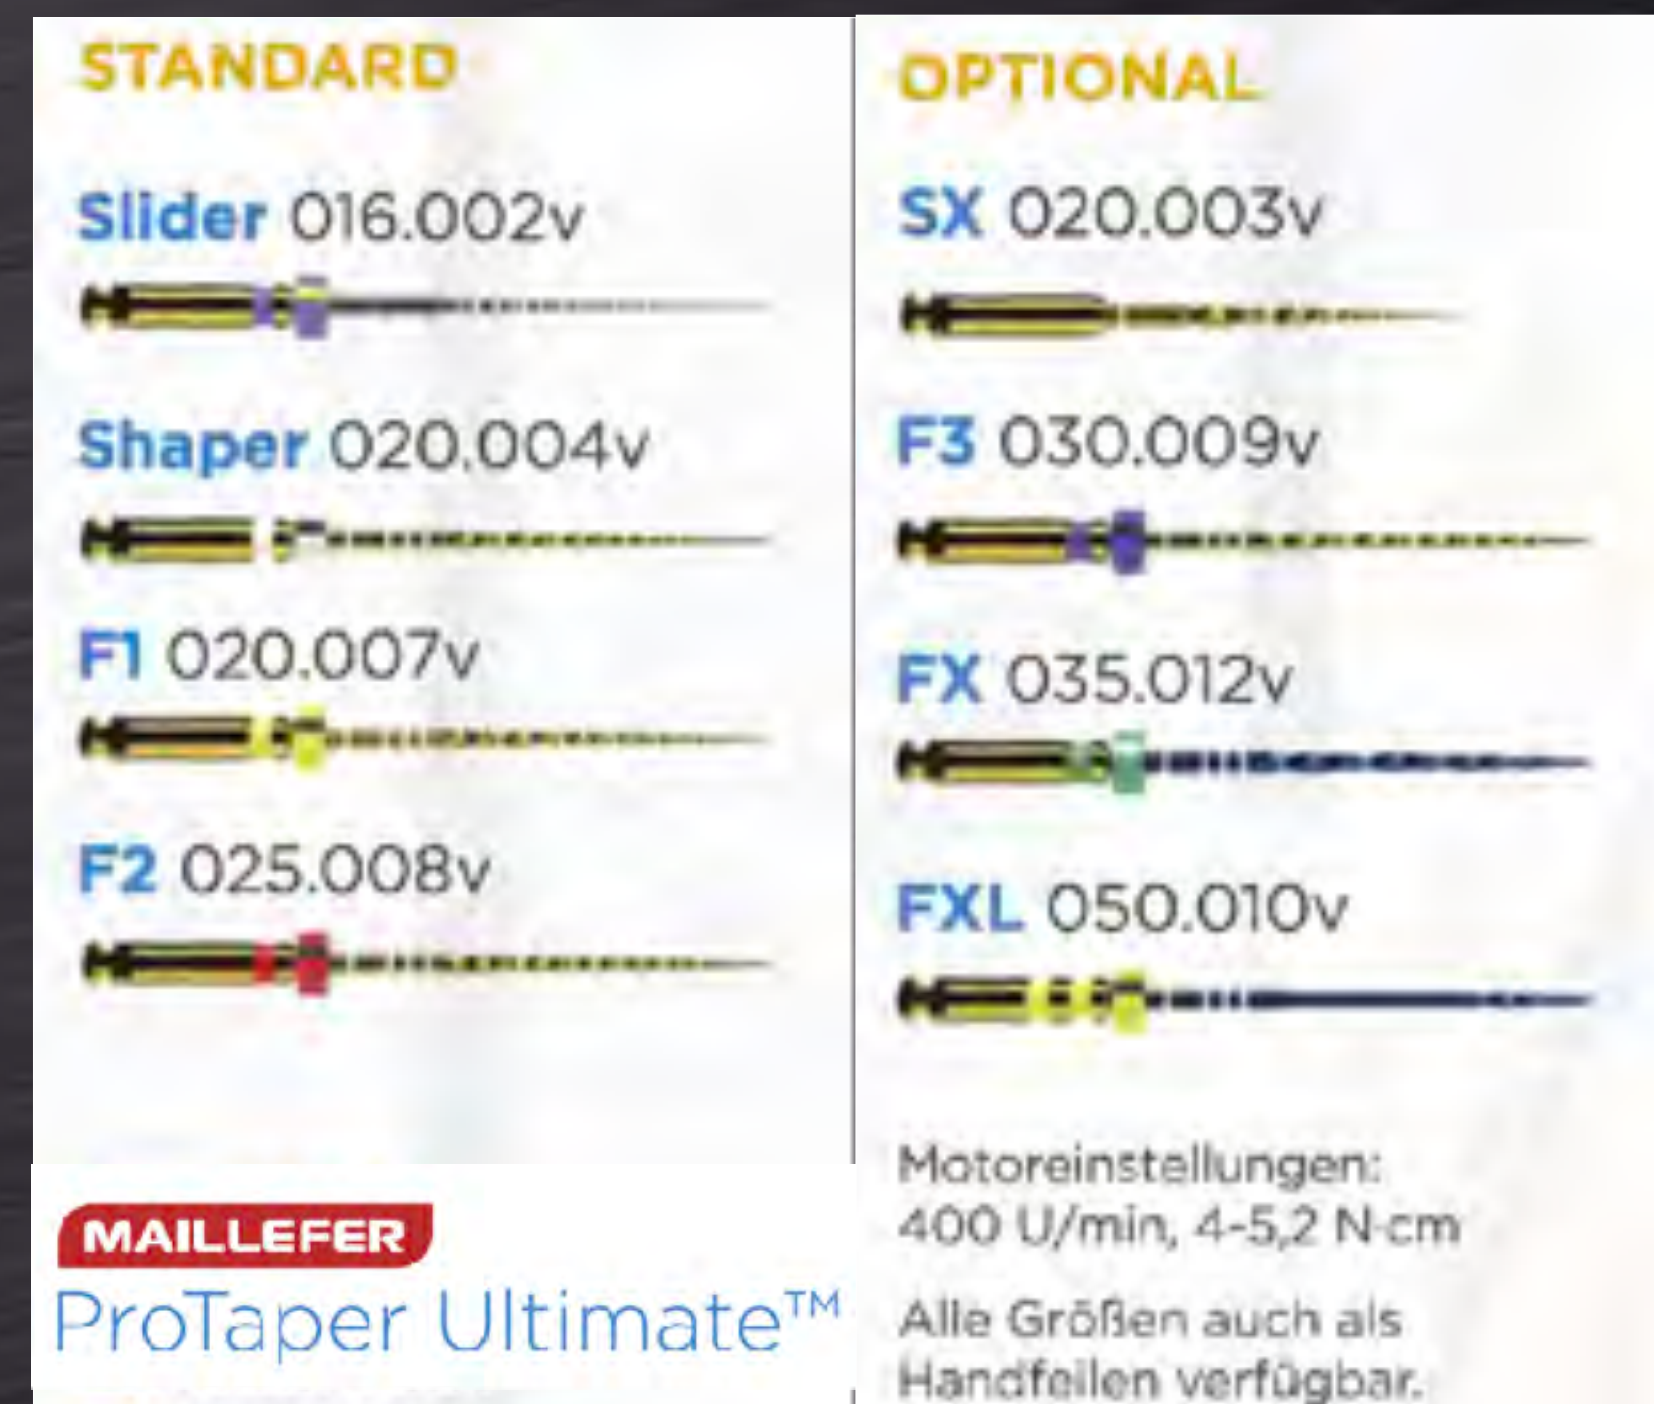 STANDARD
Slider 016.002v
Shaper 020.004v
F1 020.007v
F2 025.008v
MAILLEFER
ProTaper Ultimate™
OPTIONAL
SX 020.003v
F3 030.009v
FX 035.012v
FXL 050.010v
Motoreinstellungen:
400 U/min, 4-5,2 N·cm
Alle Größen auch als
Handfeilen verfügbar.